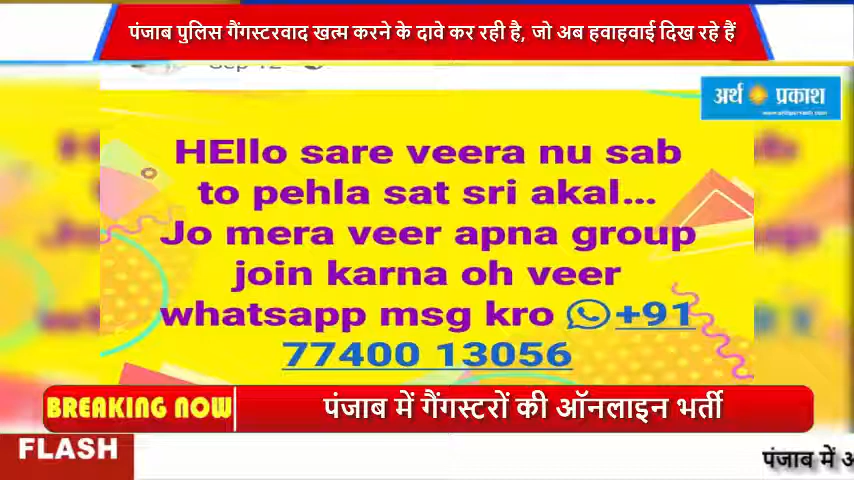 पंजाब पुलिस गैंगस्टरवाद खत्म करने के दावे कर रही है, जो अब हवाहवाई दिख रहे हैं
अर्थ प्रकाश
HEllo sare veera nu sab
to pehla sat sri akal...
Jo mera veer apna group
join karna oh veer
whatsapp msg kro +91
77400 13056
BREAKING NOW
पंजाब में गैंगस्टरों की ऑनलाइन भर्ती
FLASH
पंजाब में